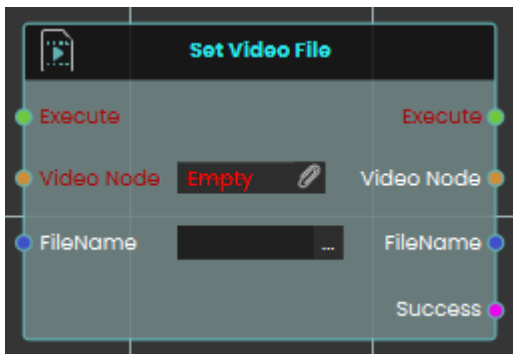 Set Video File
Execute Execute
Video Node Empty Video Node
FileName ... FileName
Success